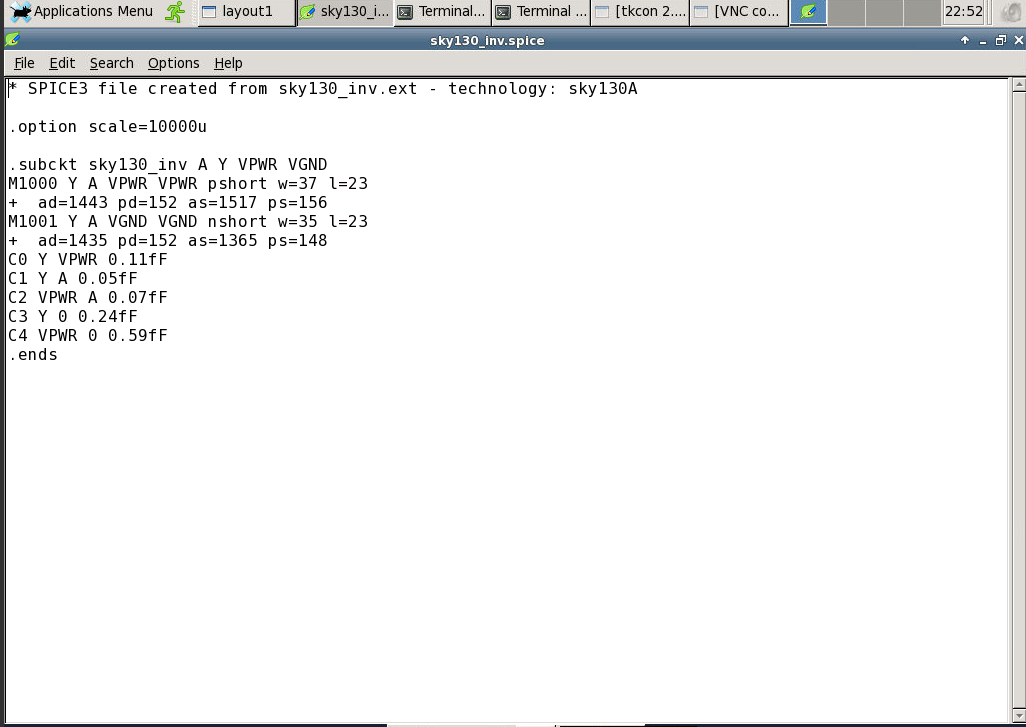 Applications Menu layout1 sky130_i... Terminal... Terminal ... [tkcon 2.... [VNC co... 22:52
sky130_inv.spice
File Edit Search Options Help
* SPICE3 file created from sky130_inv.ext - technology: sky130A
.option scale=10000u
.subckt sky130_inv A Y VPWR VGND
M1000 Y A VPWR VPWR pshort w=37 l=23
+  ad=1443 pd=152 as=1517 ps=156
M1001 Y A VGND VGND nshort w=35 l=23
+  ad=1435 pd=152 as=1365 ps=148
C0 Y VPWR 0.11fF
C1 Y A 0.05fF
C2 VPWR A 0.07fF
C3 Y 0 0.24fF
C4 VPWR 0 0.59fF
.ends